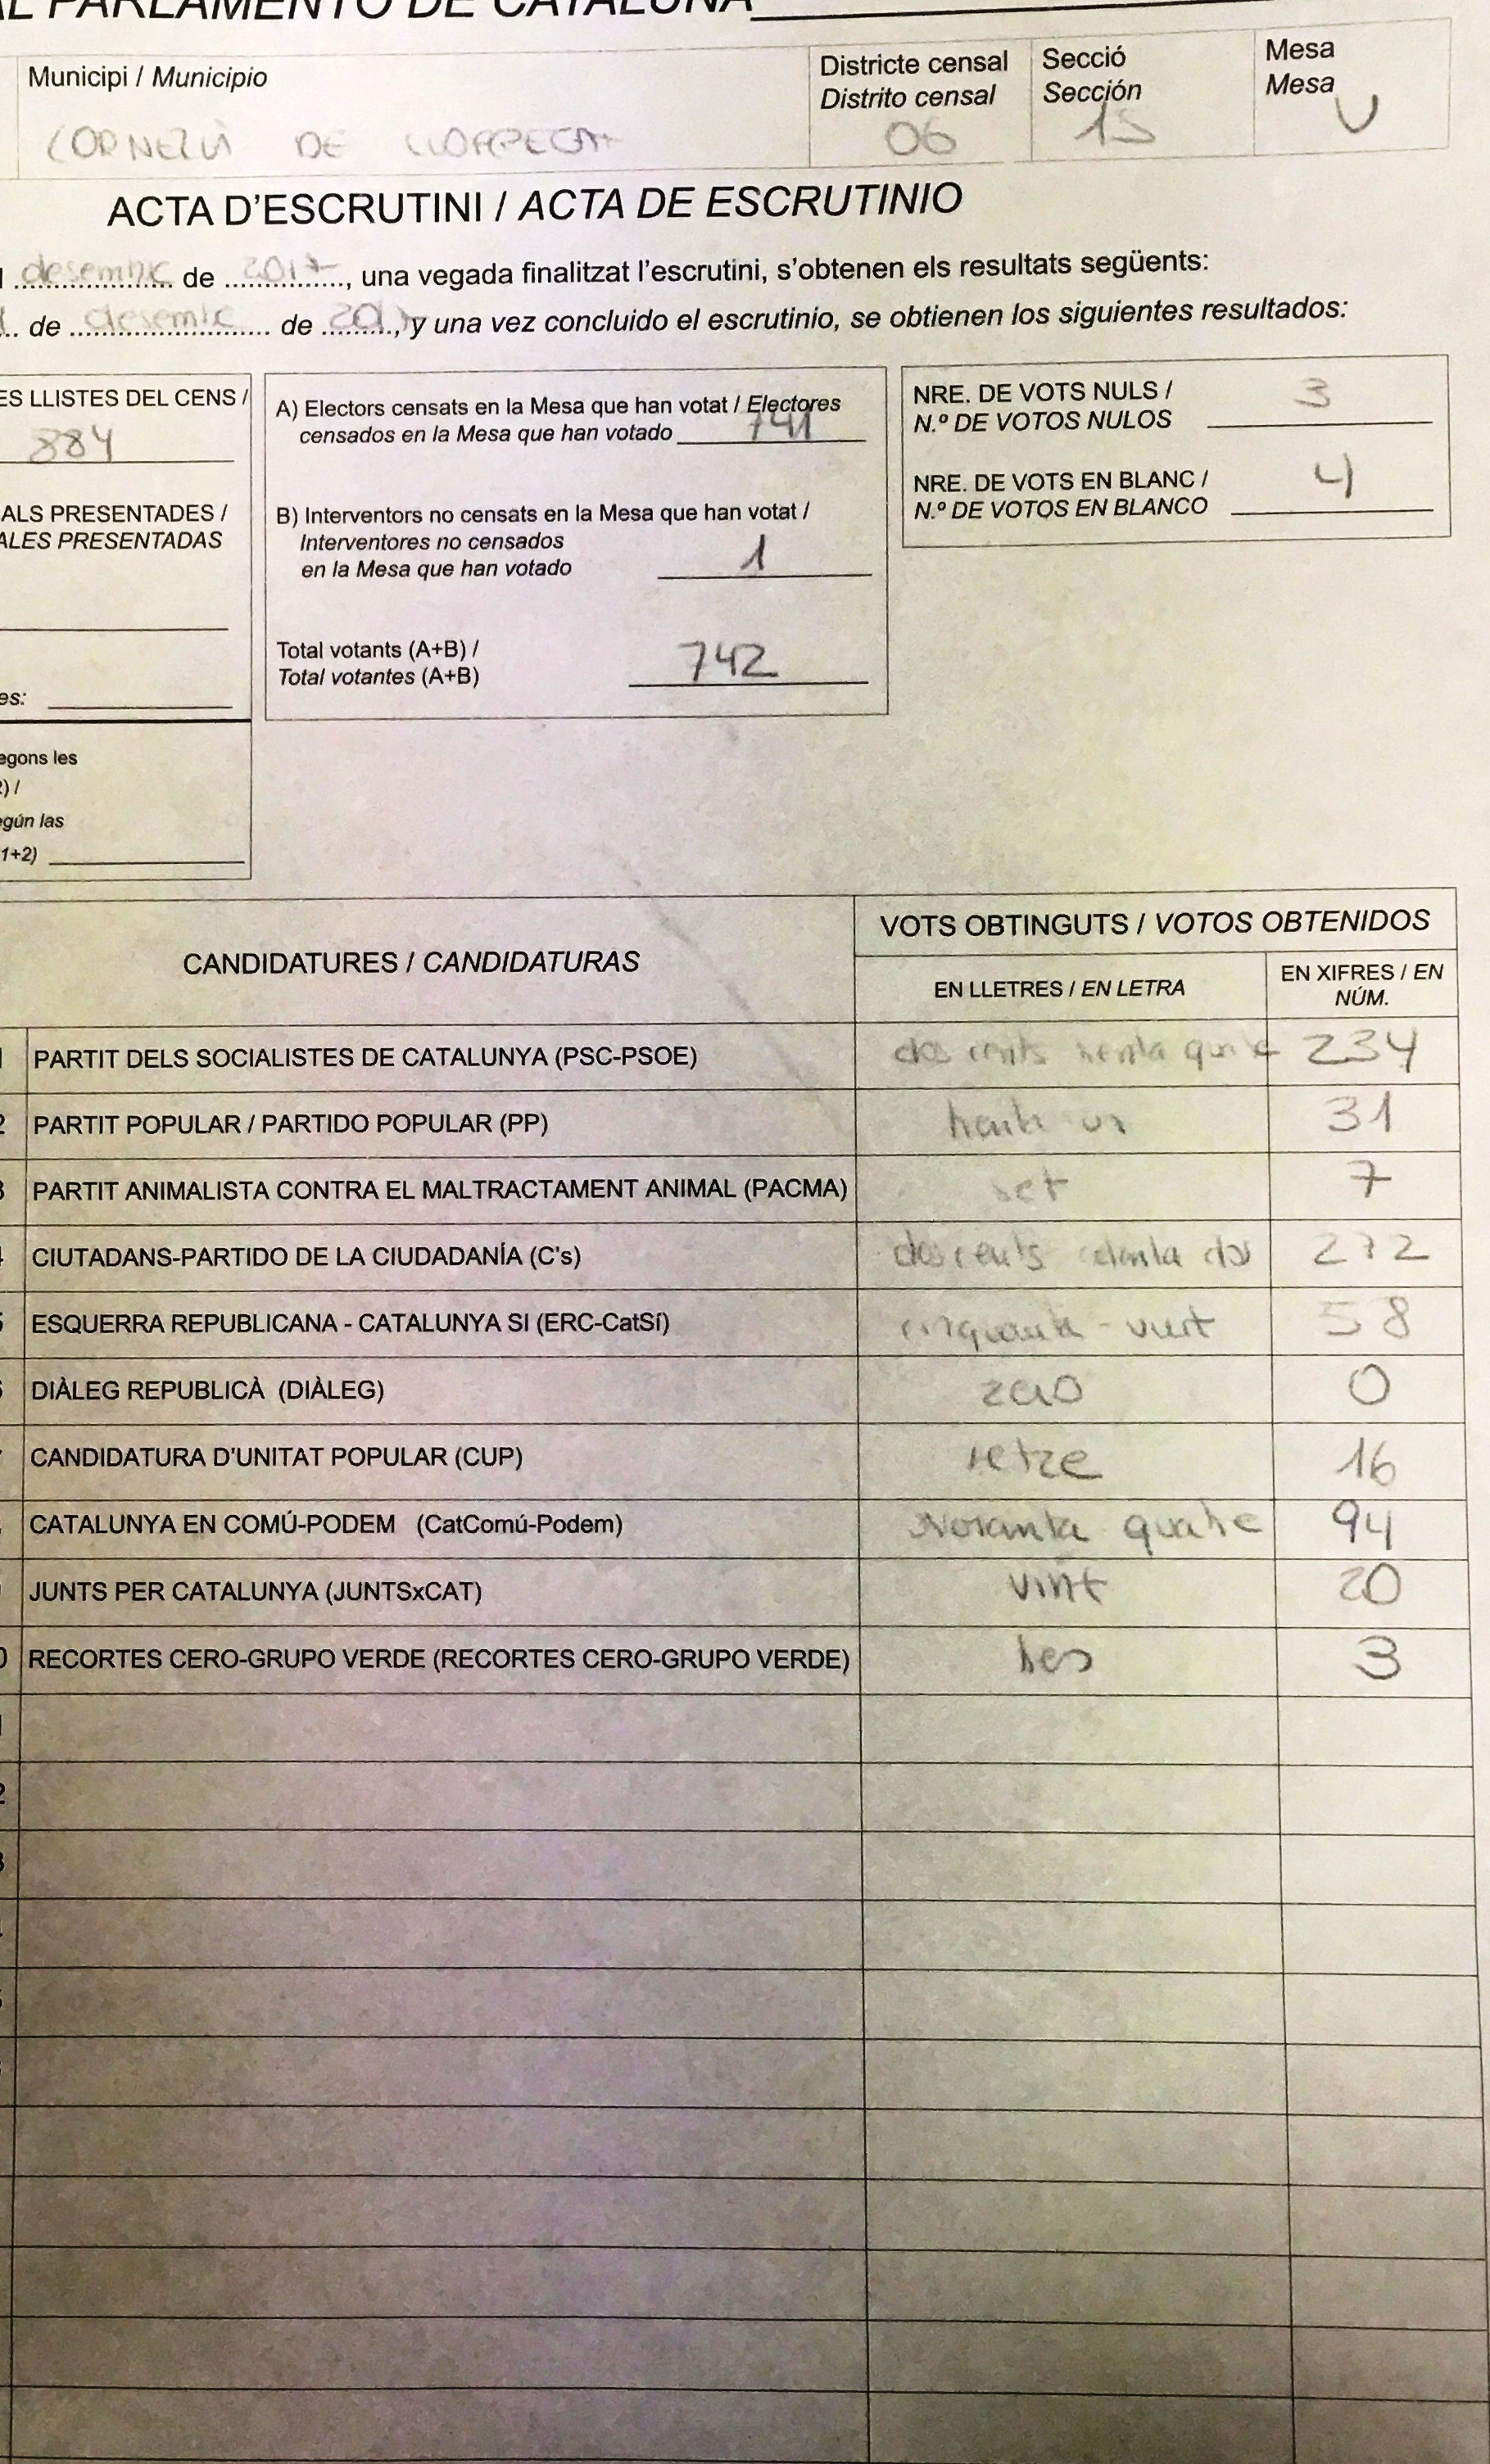 AL PARLAMENTO DE CATALUÑA
Municipi / Municipio
CORNELLÀ DE LLOBREGAT
Districte censal
Distrito censal
06
Secció
Sección
15
Mesa
Mesa
U
ACTA D'ESCRUTINI / ACTA DE ESCRUTINIO
desembre de 2017, una vegada finalitzat l'escrutini, s'obtenen els resultats següents:
de desembre de 2017, y una vez concluido el escrutinio, se obtienen los siguientes resultados:
ES LLISTES DEL CENS /
884
ALS PRESENTADES /
ALES PRESENTADAS
es:
egons les
2) /
egún las
1+2)
A) Electors censats en la Mesa que han votat / Electores
censados en la Mesa que han votado 741
B) Interventors no censats en la Mesa que han votat /
Interventores no censados
en la Mesa que han votado 1
Total votants (A+B) /
Total votantes (A+B) 742
NRE. DE VOTS NULS /
N.º DE VOTOS NULOS 3
NRE. DE VOTS EN BLANC /
N.º DE VOTOS EN BLANCO 4
CANDIDATURES / CANDIDATURAS
VOTS OBTINGUTS / VOTOS OBTENIDOS
EN LLETRES / EN LETRA
EN XIFRES / EN
NÚM.
1 PARTIT DELS SOCIALISTES DE CATALUNYA (PSC-PSOE) dos cents trenta quatre 234
2 PARTIT POPULAR / PARTIDO POPULAR (PP) trenta un 31
3 PARTIT ANIMALISTA CONTRA EL MALTRACTAMENT ANIMAL (PACMA) set 7
CIUTADANS-PARTIDO DE LA CIUDADANÍA (C's) dos cents setenta dos 272
ESQUERRA REPUBLICANA - CATALUNYA SI (ERC-CatSí) cinquanta-vuit 58
DIÀLEG REPUBLICÀ (DIÀLEG) zero 0
CANDIDATURA D'UNITAT POPULAR (CUP) setze 16
CATALUNYA EN COMÚ-PODEM (CatComú-Podem) Noranta quatre 94
JUNTS PER CATALUNYA (JUNTSxCAT) vint 20
0 RECORTES CERO-GRUPO VERDE (RECORTES CERO-GRUPO VERDE) tres 3
2
3